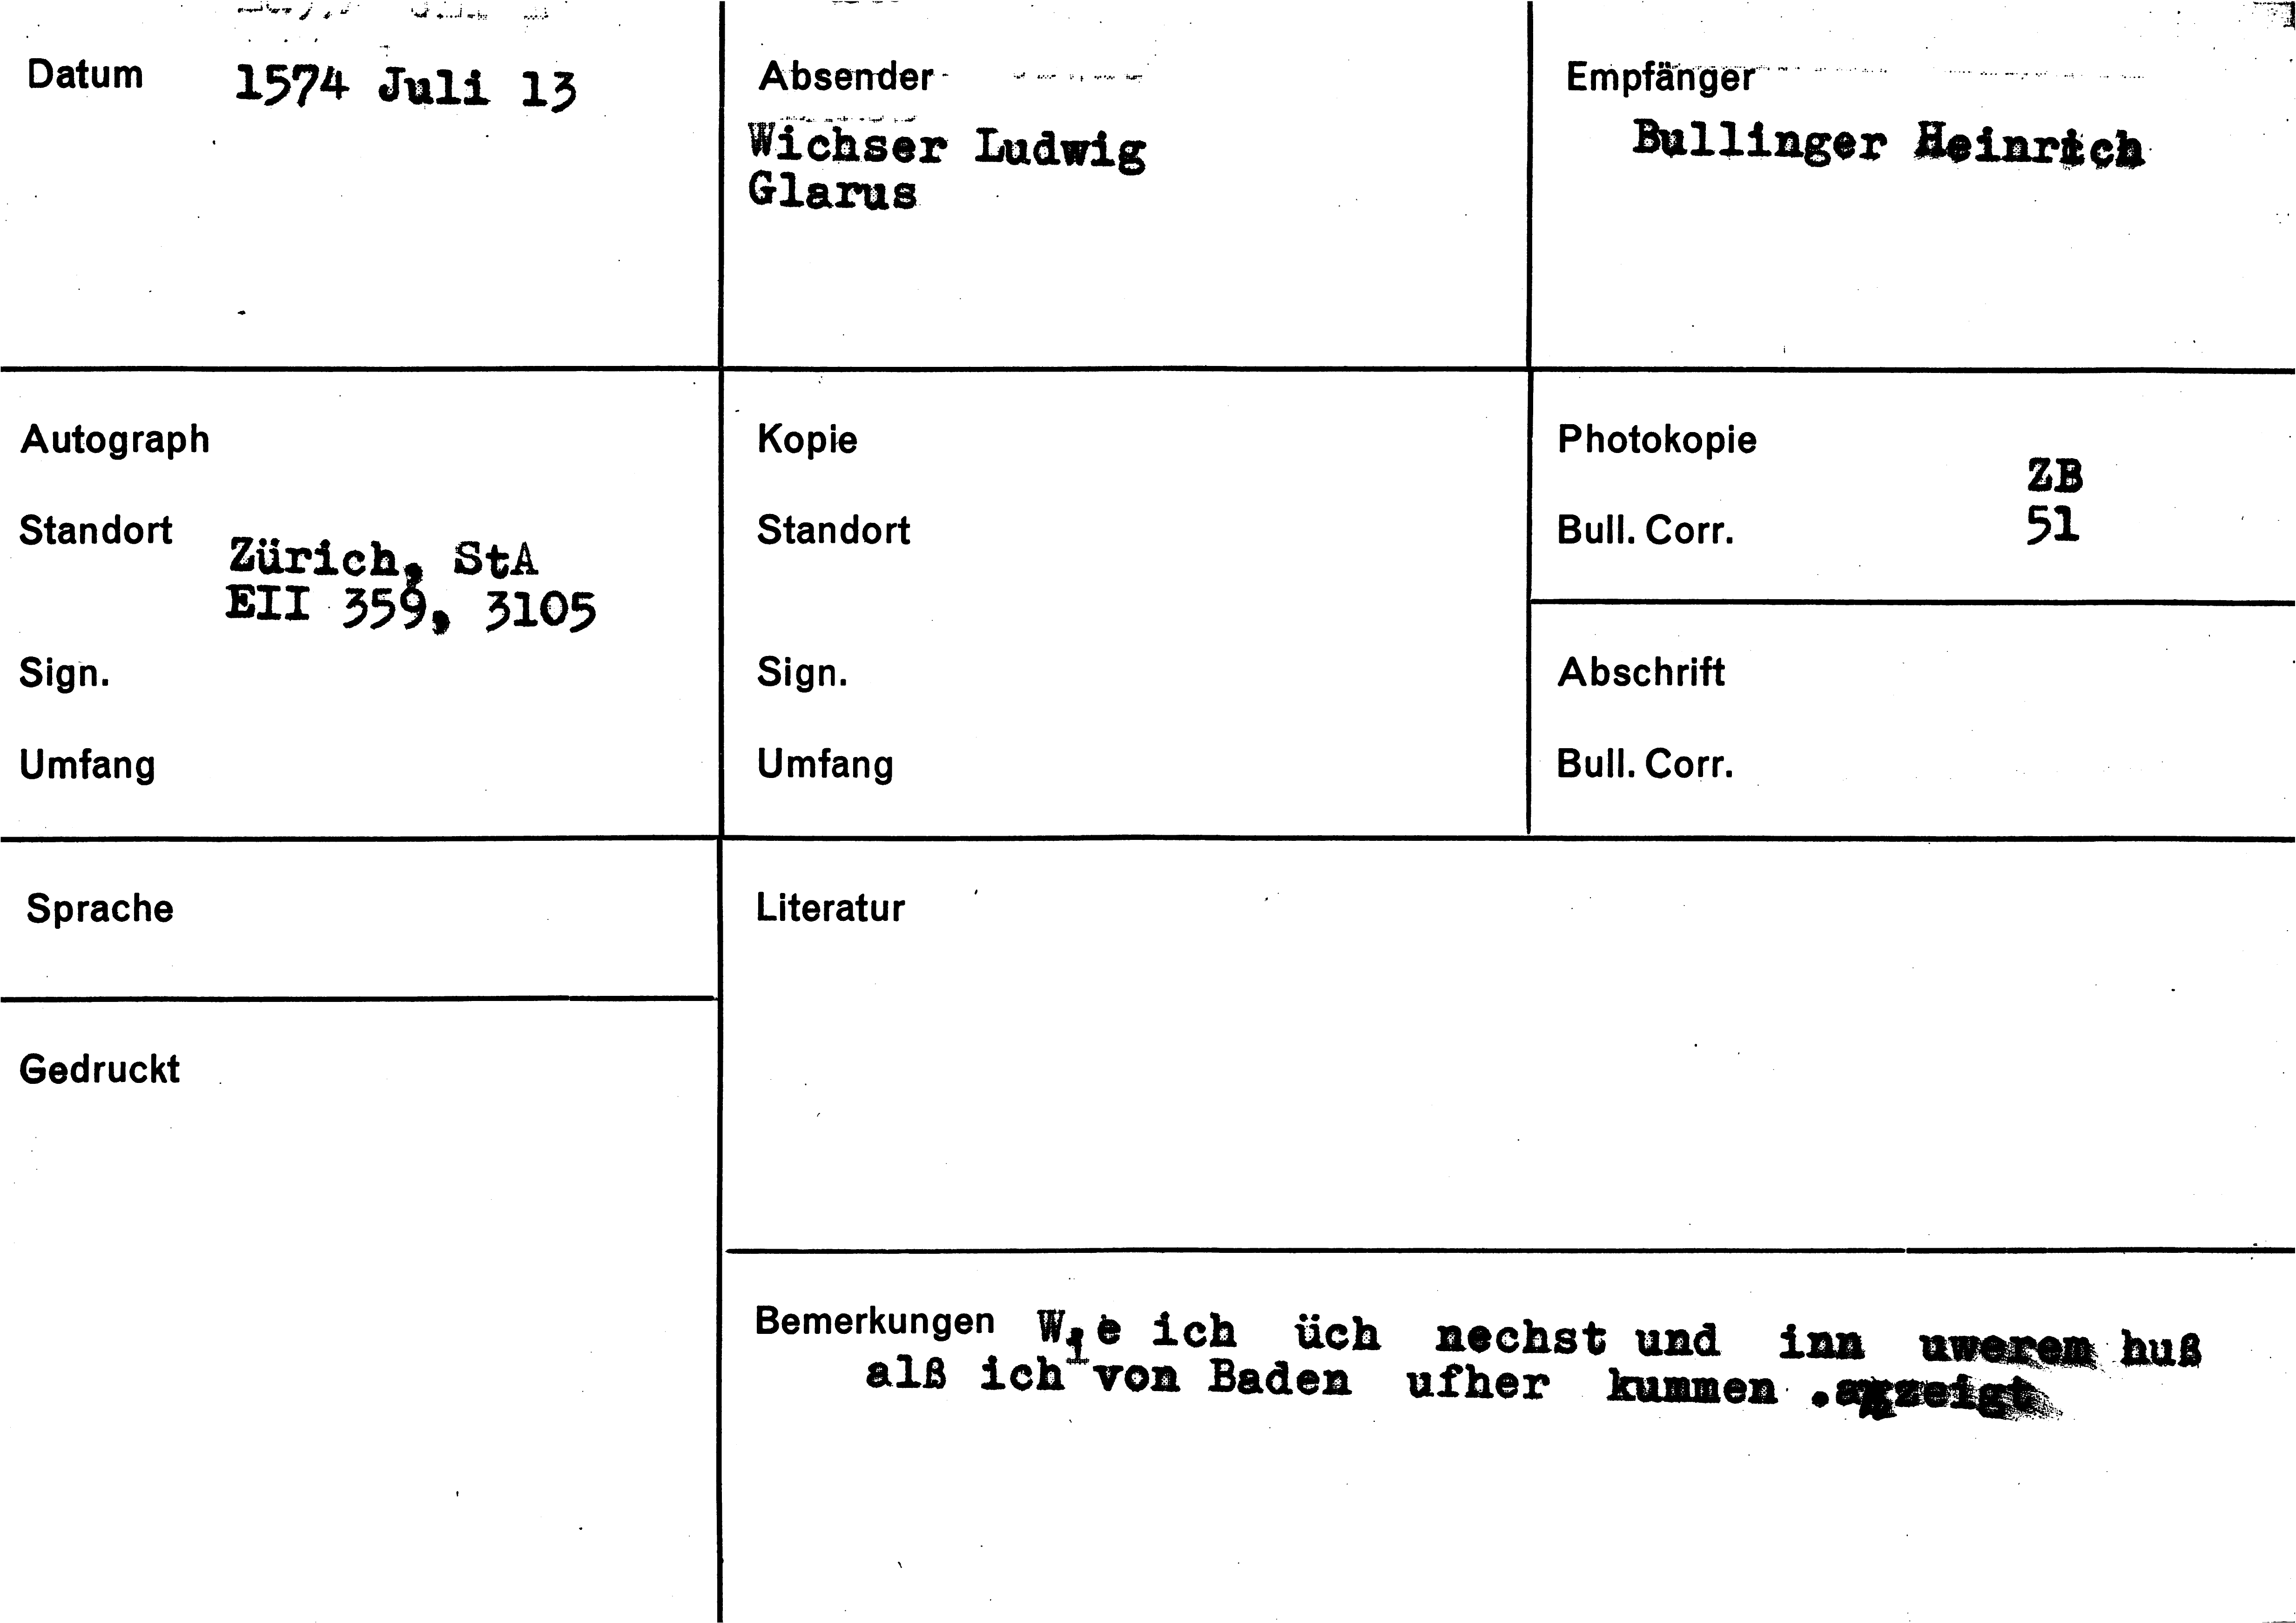 Datum 1574 Juli 13
Absender
Wichser Ludwig
Glarus
Empfänger
Bullinger Heinrich
Autograph
Standort Zürich, StA
EII 359, 3105
Sign.
Umfang
Kopie
Standort
Sign.
Umfang
Photokopie ZB
Bull. Corr. 51
Abschrift
Bull. Corr.
Sprache
Gedruckt
Literatur
Bemerkungen Wie ich üch nechst und inn uwerem huß
alß ich von Baden ufher kummen .anzeigt